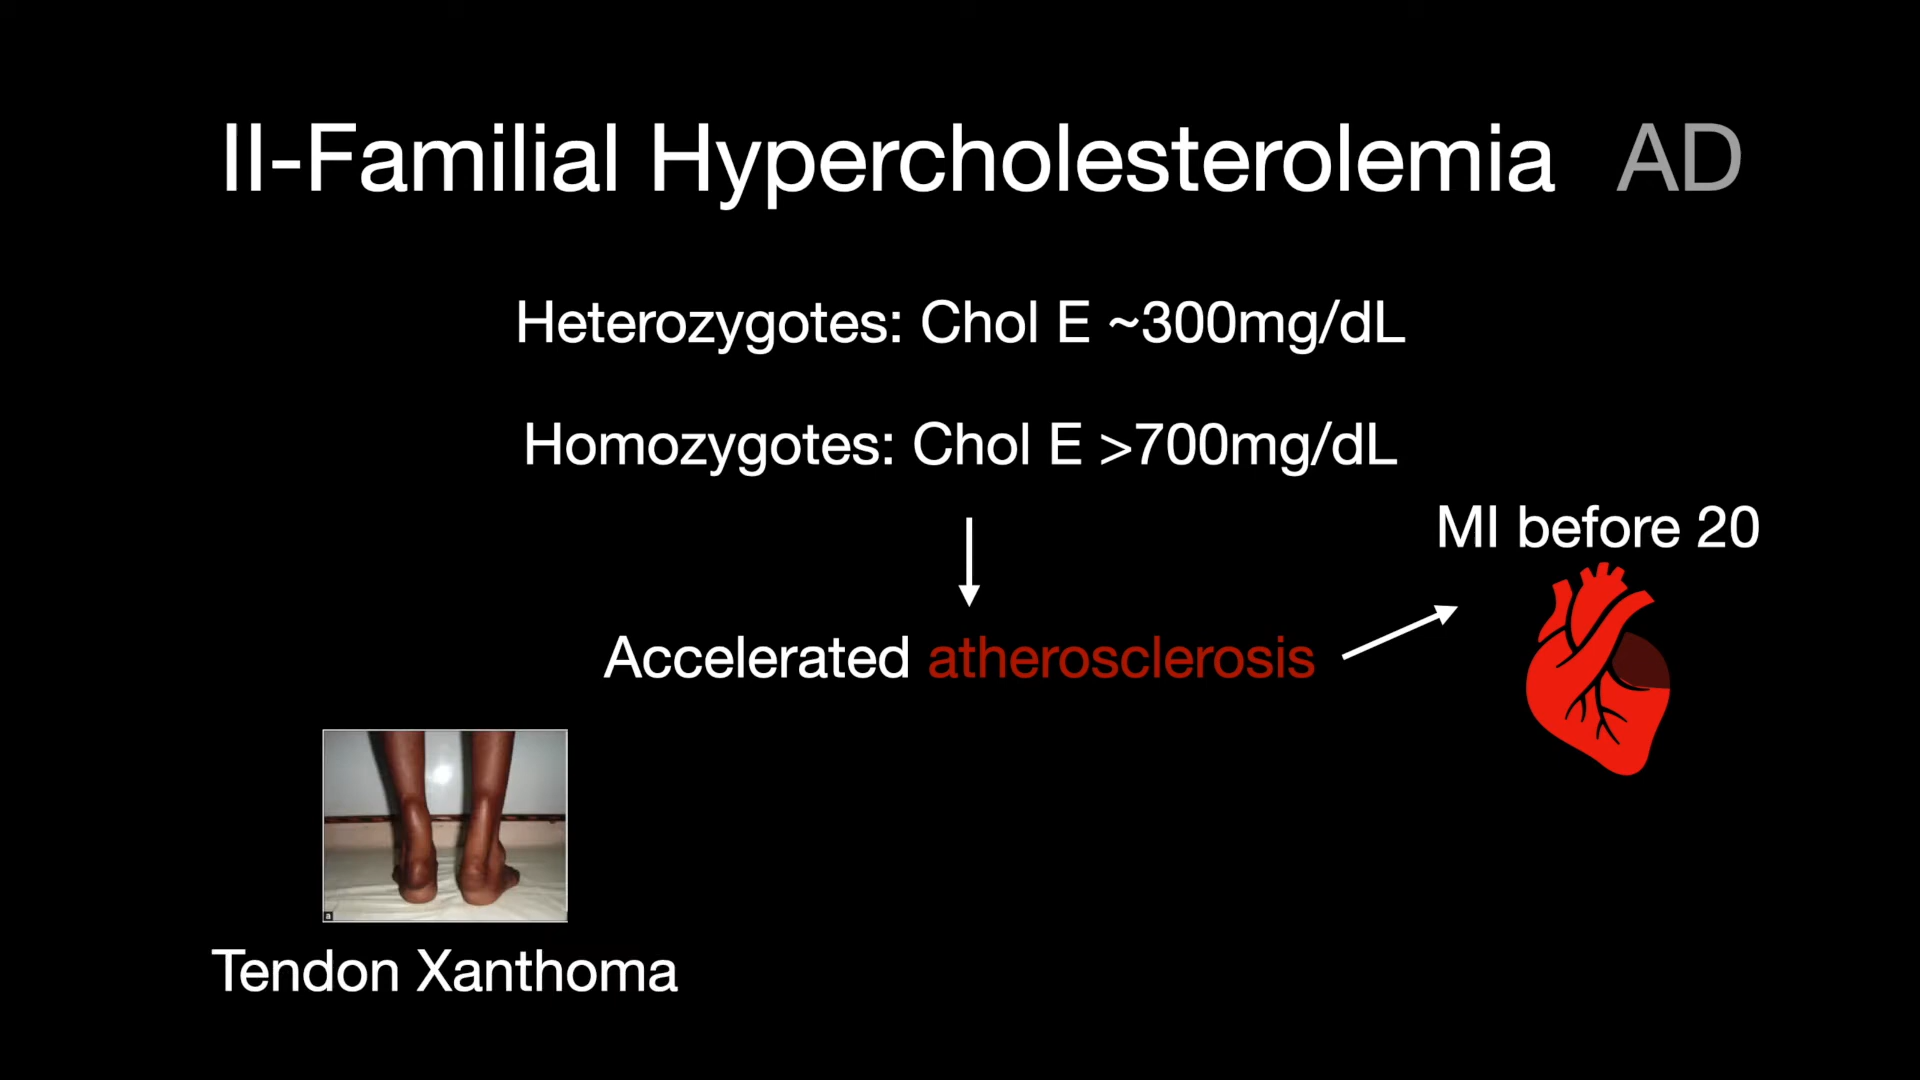 II-Familial Hypercholesterolemia AD
Heterozygotes: Chol E ~300mg/dL
Homozygotes: Chol E >700mg/dL
MI before 20
Accelerated atherosclerosis
a
Tendon Xanthoma